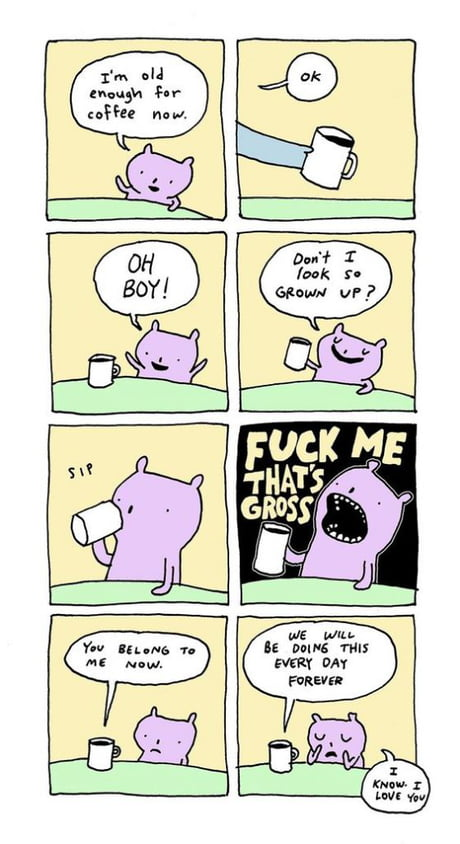 I'm old
enough for
coffee now.
OK
OH
BOY!
Don't I
look so
GROWN UP?
SIP
FUCK ME
THAT'S
GROSS
YOU BELONG TO
ME NOW.
WE WILL
BE DOING THIS
EVERY DAY
FOREVER
I
KNOW. I
LOVE YOU